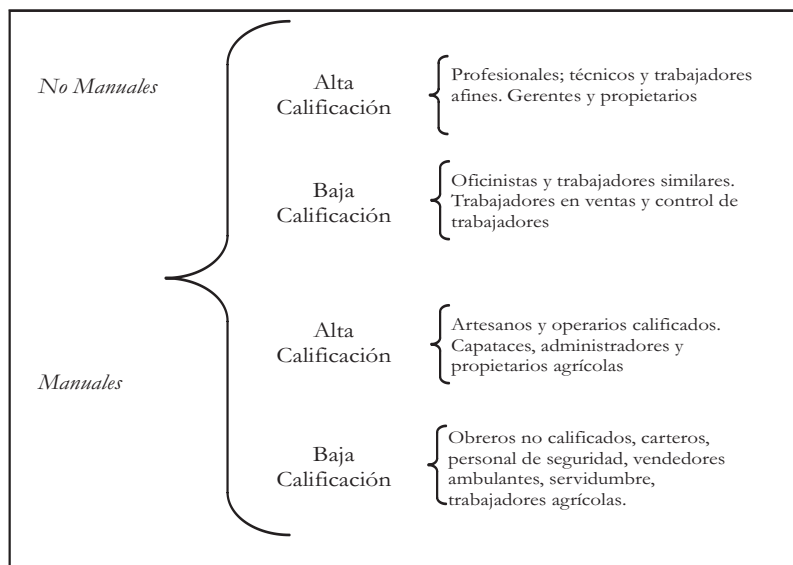 No Manuales
Alta
Calificación
Profesionales; técnicos y trabajadores
afines. Gerentes y propietarios
Baja
Calificación
Oficinistas y trabajadores similares.
Trabajadores en ventas y control de
trabajadores
Manuales
Alta
Calificación
Artesanos y operarios calificados.
Capataces, administradores y
propietarios agrícolas
Baja
Calificación
Obreros no calificados, carteros,
personal de seguridad, vendedores
ambulantes, servidumbre,
trabajadores agrícolas.